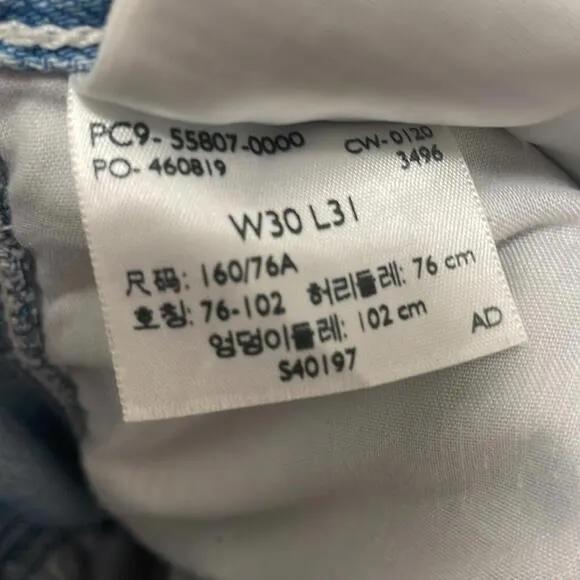 PC9-55807-0000 CW-0120
PO-460819 3496
W30 L31
尺码: 160/76A
호칭: 76-102 허리둘레: 76 cm
엉덩이둘레: 102 cm
S40197 AD